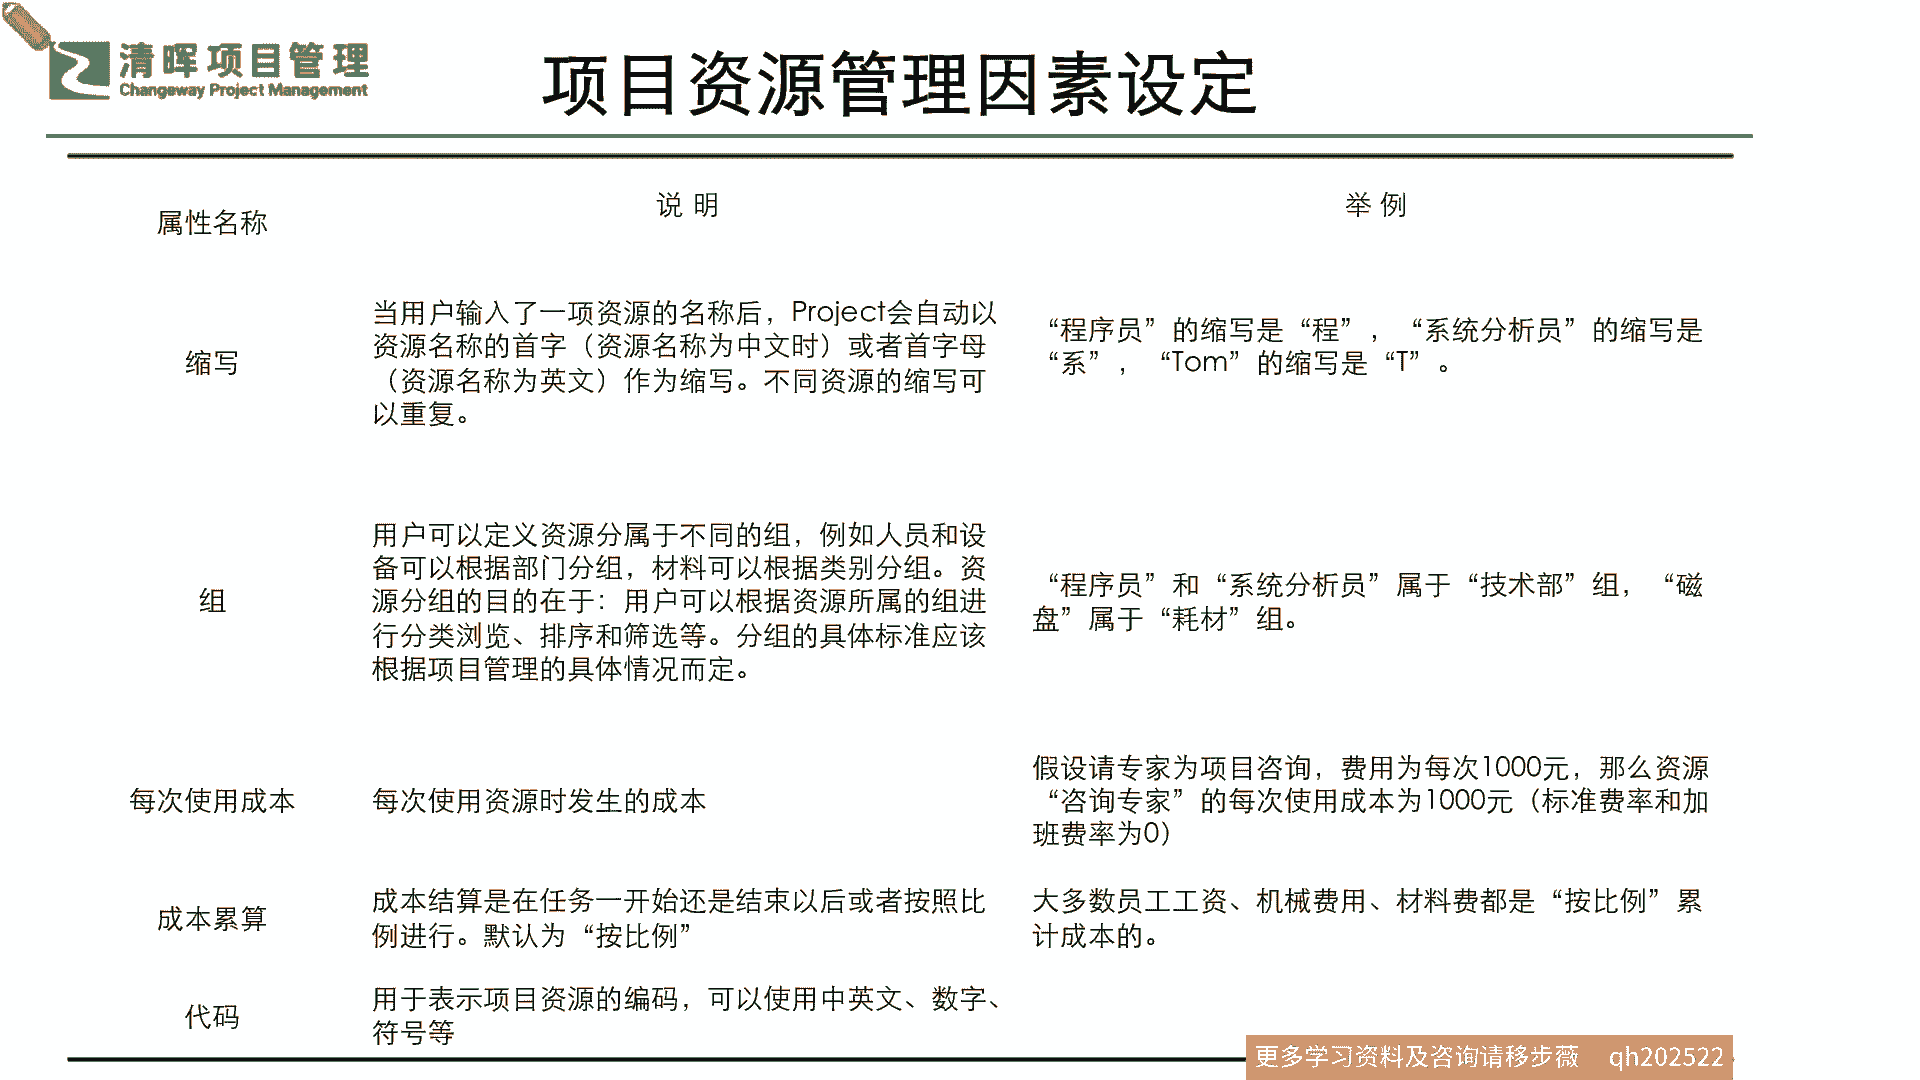 清晖项目管理
Changeway Project Management
项目资源管理因素设定
属性名称
说 明
举 例
缩写
当用户输入了一项资源的名称后，Project会自动以
资源名称的首字（资源名称为中文时）或者首字母
（资源名称为英文）作为缩写。不同资源的缩写可
以重复。
“程序员”的缩写是“程”，“系统分析员”的缩写是
“系”，“Tom”的缩写是“T”。
组
用户可以定义资源分属于不同的组，例如人员和设
备可以根据部门分组，材料可以根据类别分组。资
源分组的目的在于：用户可以根据资源所属的组进
行分类浏览、排序和筛选等。分组的具体标准应该
根据项目管理的具体情况而定。
“程序员”和“系统分析员”属于“技术部”组，“磁
盘”属于“耗材”组。
每次使用成本
每次使用资源时发生的成本
假设请专家为项目咨询，费用为每次1000元，那么资源
“咨询专家”的每次使用成本为1000元（标准费率和加
班费率为0）
成本累算
成本结算是在任务一开始还是结束以后或者按照比
例进行。默认为“按比例”
大多数员工工资、机械费用、材料费都是“按比例”累
计成本的。
代码
用于表示项目资源的编码，可以使用中英文、数字、
符号等
更多学习资料及咨询请移步薇 qh202522